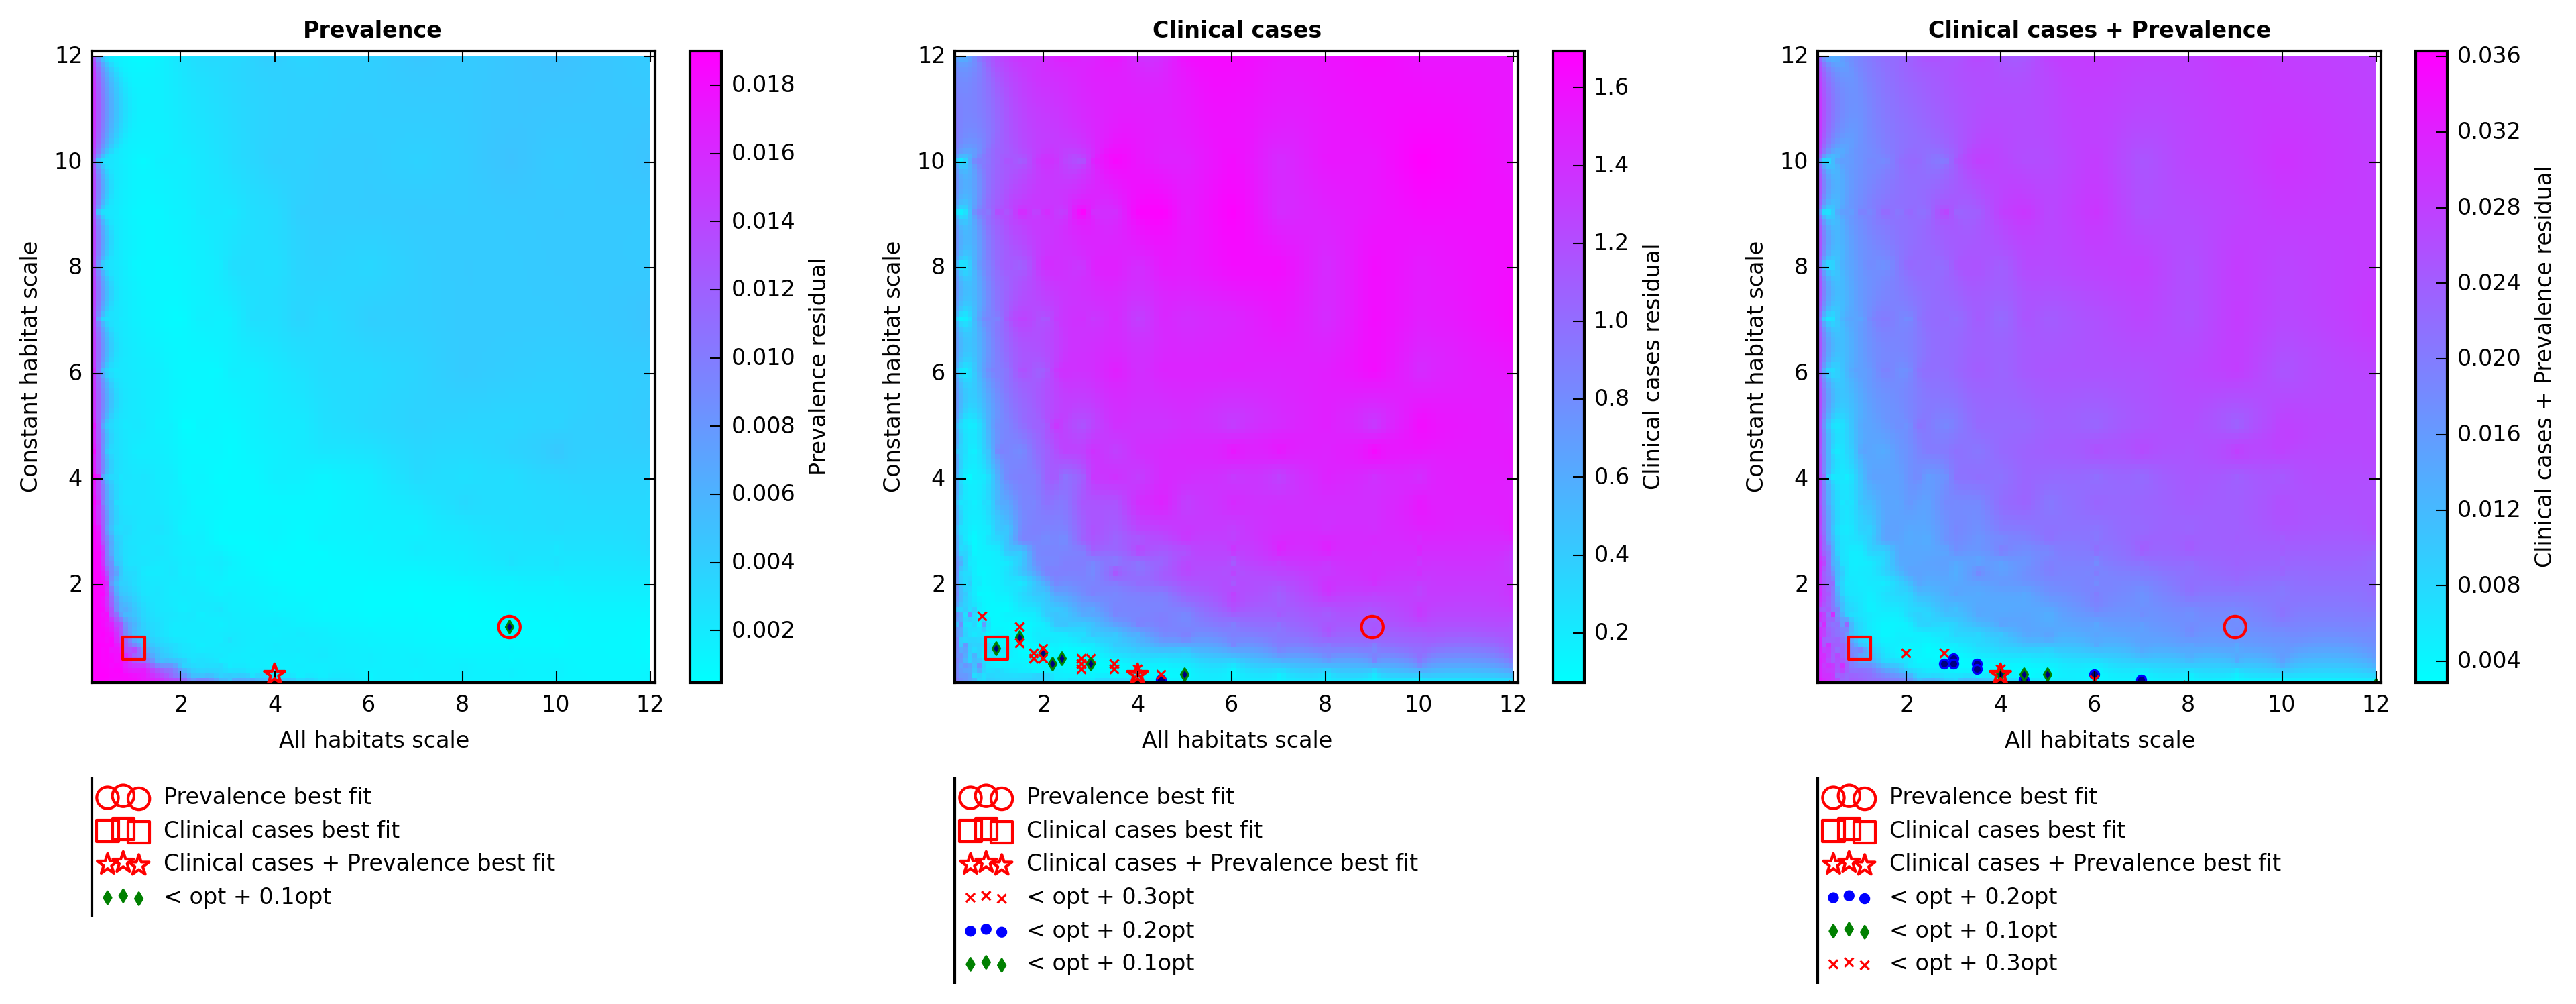 Prevalence
12
10
8
6
4
2
2
4
6
8
10
12
Constant habitat scale
All habitats scale
0.018
0.016
0.014
0.012
0.010
0.008
0.006
0.004
0.002
Prevalence residual
Prevalence best fit
Clinical cases best fit
Clinical cases + Prevalence best fit
< opt + 0.1opt
Clinical cases
12
10
8
6
4
2
2
4
6
8
10
12
Constant habitat scale
All habitats scale
1.6
1.4
1.2
1.0
0.8
0.6
0.4
0.2
Clinical cases residual
Prevalence best fit
Clinical cases best fit
Clinical cases + Prevalence best fit
< opt + 0.3opt
< opt + 0.2opt
< opt + 0.1opt
Clinical cases + Prevalence
12
10
8
6
4
2
2
4
6
8
10
12
Constant habitat scale
All habitats scale
0.036
0.032
0.028
0.024
0.020
0.016
0.012
0.008
0.004
Clinical cases + Prevalence residual
Prevalence best fit
Clinical cases best fit
Clinical cases + Prevalence best fit
< opt + 0.2opt
< opt + 0.1opt
< opt + 0.3opt